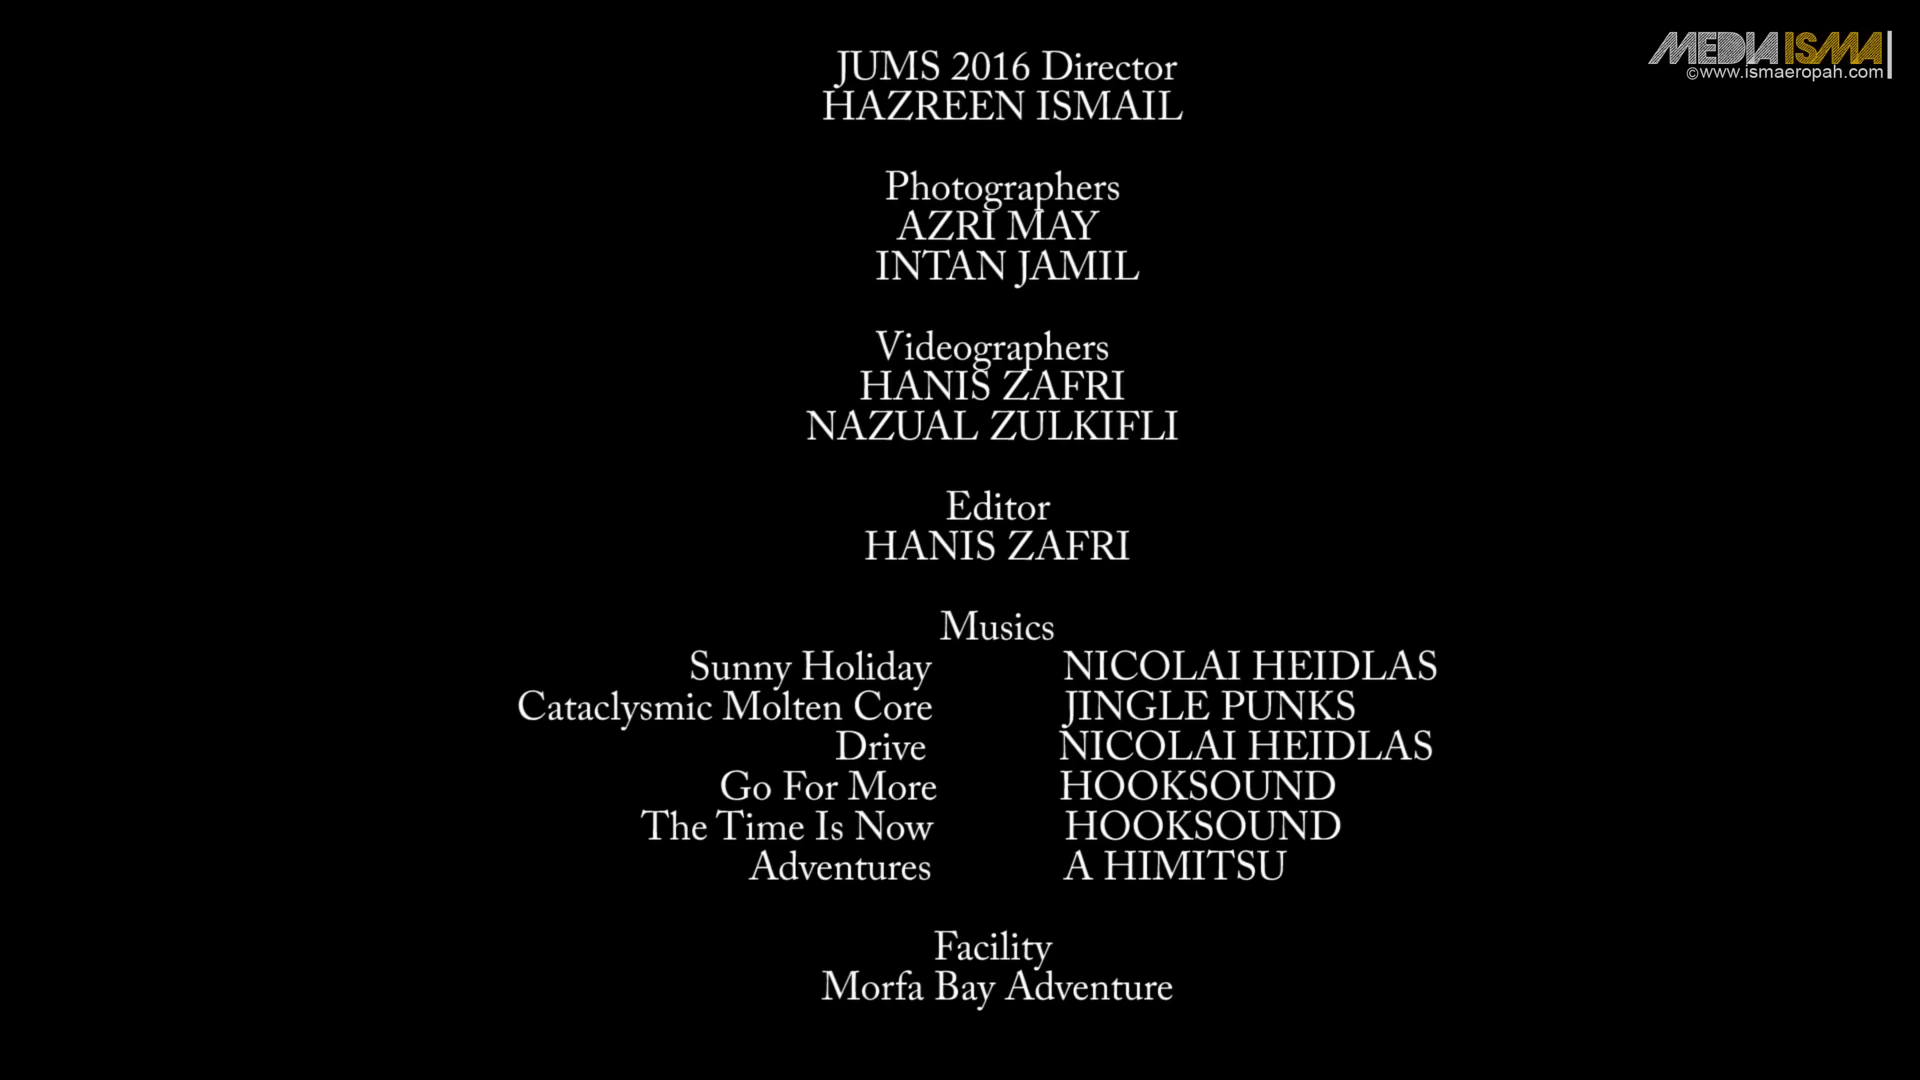 MEDIA ISMA
©www.ismaeropah.com
JUMS 2016 Director
HAZREEN ISMAIL
Photographers
AZRI MAY
INTAN JAMIL
Videographers
HANIS ZAFRI
NAZUAL ZULKIFLI
Editor
HANIS ZAFRI
Musics
Sunny Holiday NICOLAI HEIDLAS
Cataclysmic Molten Core JINGLE PUNKS
Drive NICOLAI HEIDLAS
Go For More HOOKSOUND
The Time Is Now HOOKSOUND
Adventures A HIMITSU
Facility
Morfa Bay Adventure